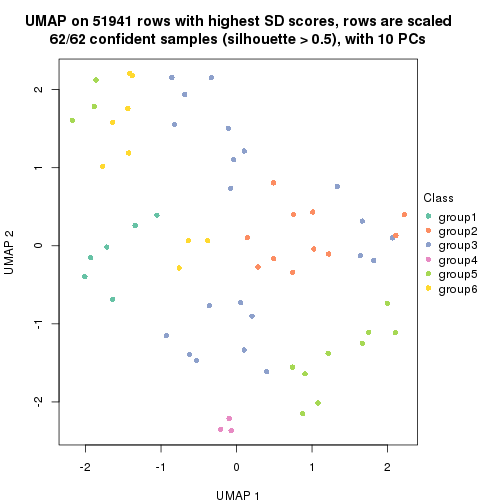 UMAP on 51941 rows with highest SD scores, rows are scaled
62/62 confident samples (silhouette > 0.5), with 10 PCs
2
1
0
-1
-2
UMAP 2
-2
-1
0
1
2
UMAP 1
Class
group1
group2
group3
group4
group5
group6